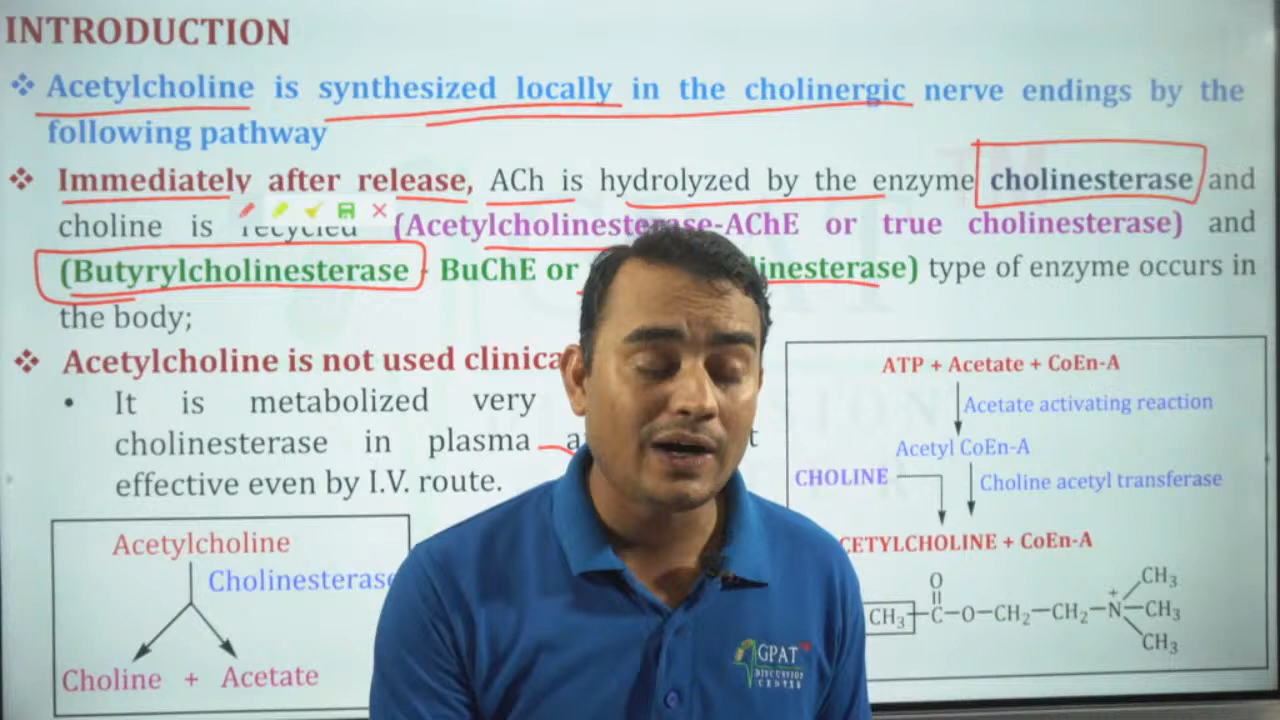 INTRODUCTION
❖ Acetylcholine is synthesized locally in the cholinergic nerve endings by the
following pathway
❖ Immediately after release, ACh is hydrolyzed by the enzyme cholinesterase and
choline is recycled (Acetylcholinesterase-AChE or true cholinesterase) and
(Butyrylcholinesterase - BuChE or linesterase) type of enzyme occurs in
the body;
❖ Acetylcholine is not used clinica
• It is metabolized very
cholinesterase in plasma a t
effective even by I.V. route.
Acetylcholine
Cholinesterase
Choline + Acetate
ATP + Acetate + CoEn-A
Acetate activating reaction
Acetyl CoEn-A
CHOLINE
Choline acetyl transferase
CETYLCHOLINE + CoEn-A
O
CH3 C O CH2 CH2 N + CH3
CH3
CH3
GPAT
DISCUSSION
CENTER